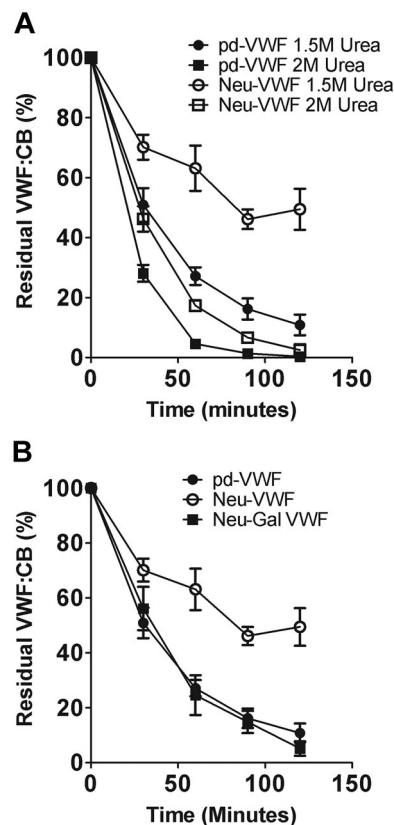 A
pd-VWF 1.5M Urea
pd-VWF 2M Urea
Neu-VWF 1.5M Urea
Neu-VWF 2M Urea
Residual VWF:CB (%)
100
80
60
40
20
0
0 50 100 150
Time (minutes)
B
pd-VWF
Neu-VWF
Neu-Gal VWF
Residual VWF:CB (%)
100
80
60
40
20
0
0 50 100 150
Time (Minutes)